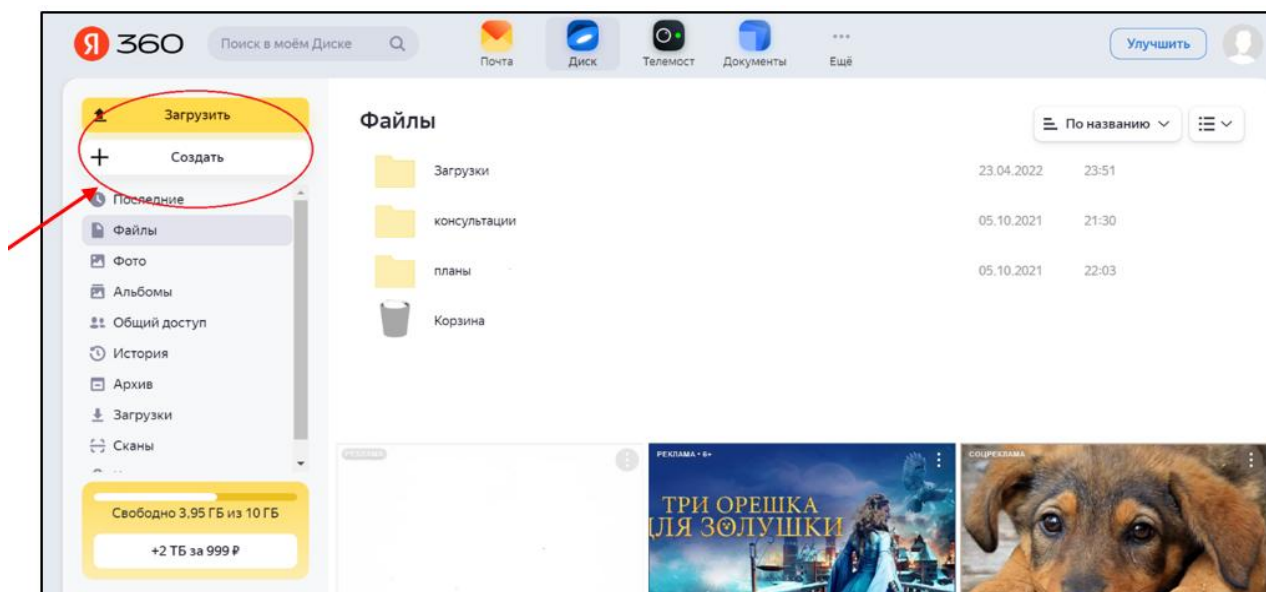 Я 360
Поиск в моём Диске
Почта
Диск
Телемост
Документы
Ещё
Улучшить
Загрузить
Создать
Последние
Файлы
Фото
Альбомы
Общий доступ
История
Архив
Загрузки
Сканы
Свободно 3,95 ГБ из 10 ГБ
+2 ТБ за 999 ₽
Файлы
По названию
Загрузки 23.04.2022 23:51
консультации 05.10.2021 21:30
планы 05.10.2021 22:03
Корзина
РЕКЛАМА
РЕКЛАМА • 6+
ТРИ ОРЕШКА
ДЛЯ ЗОЛУШКИ
СОЦРЕКЛАМА